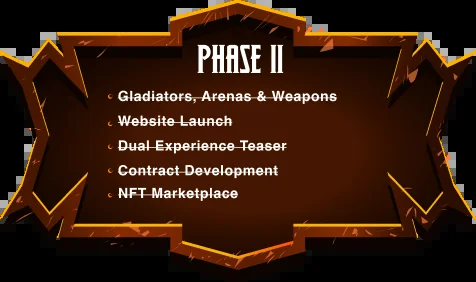 PHASE II
Gladiators, Arenas & Weapons
Website Launch
Dual Experience Teaser
Contract Development
NFT Marketplace